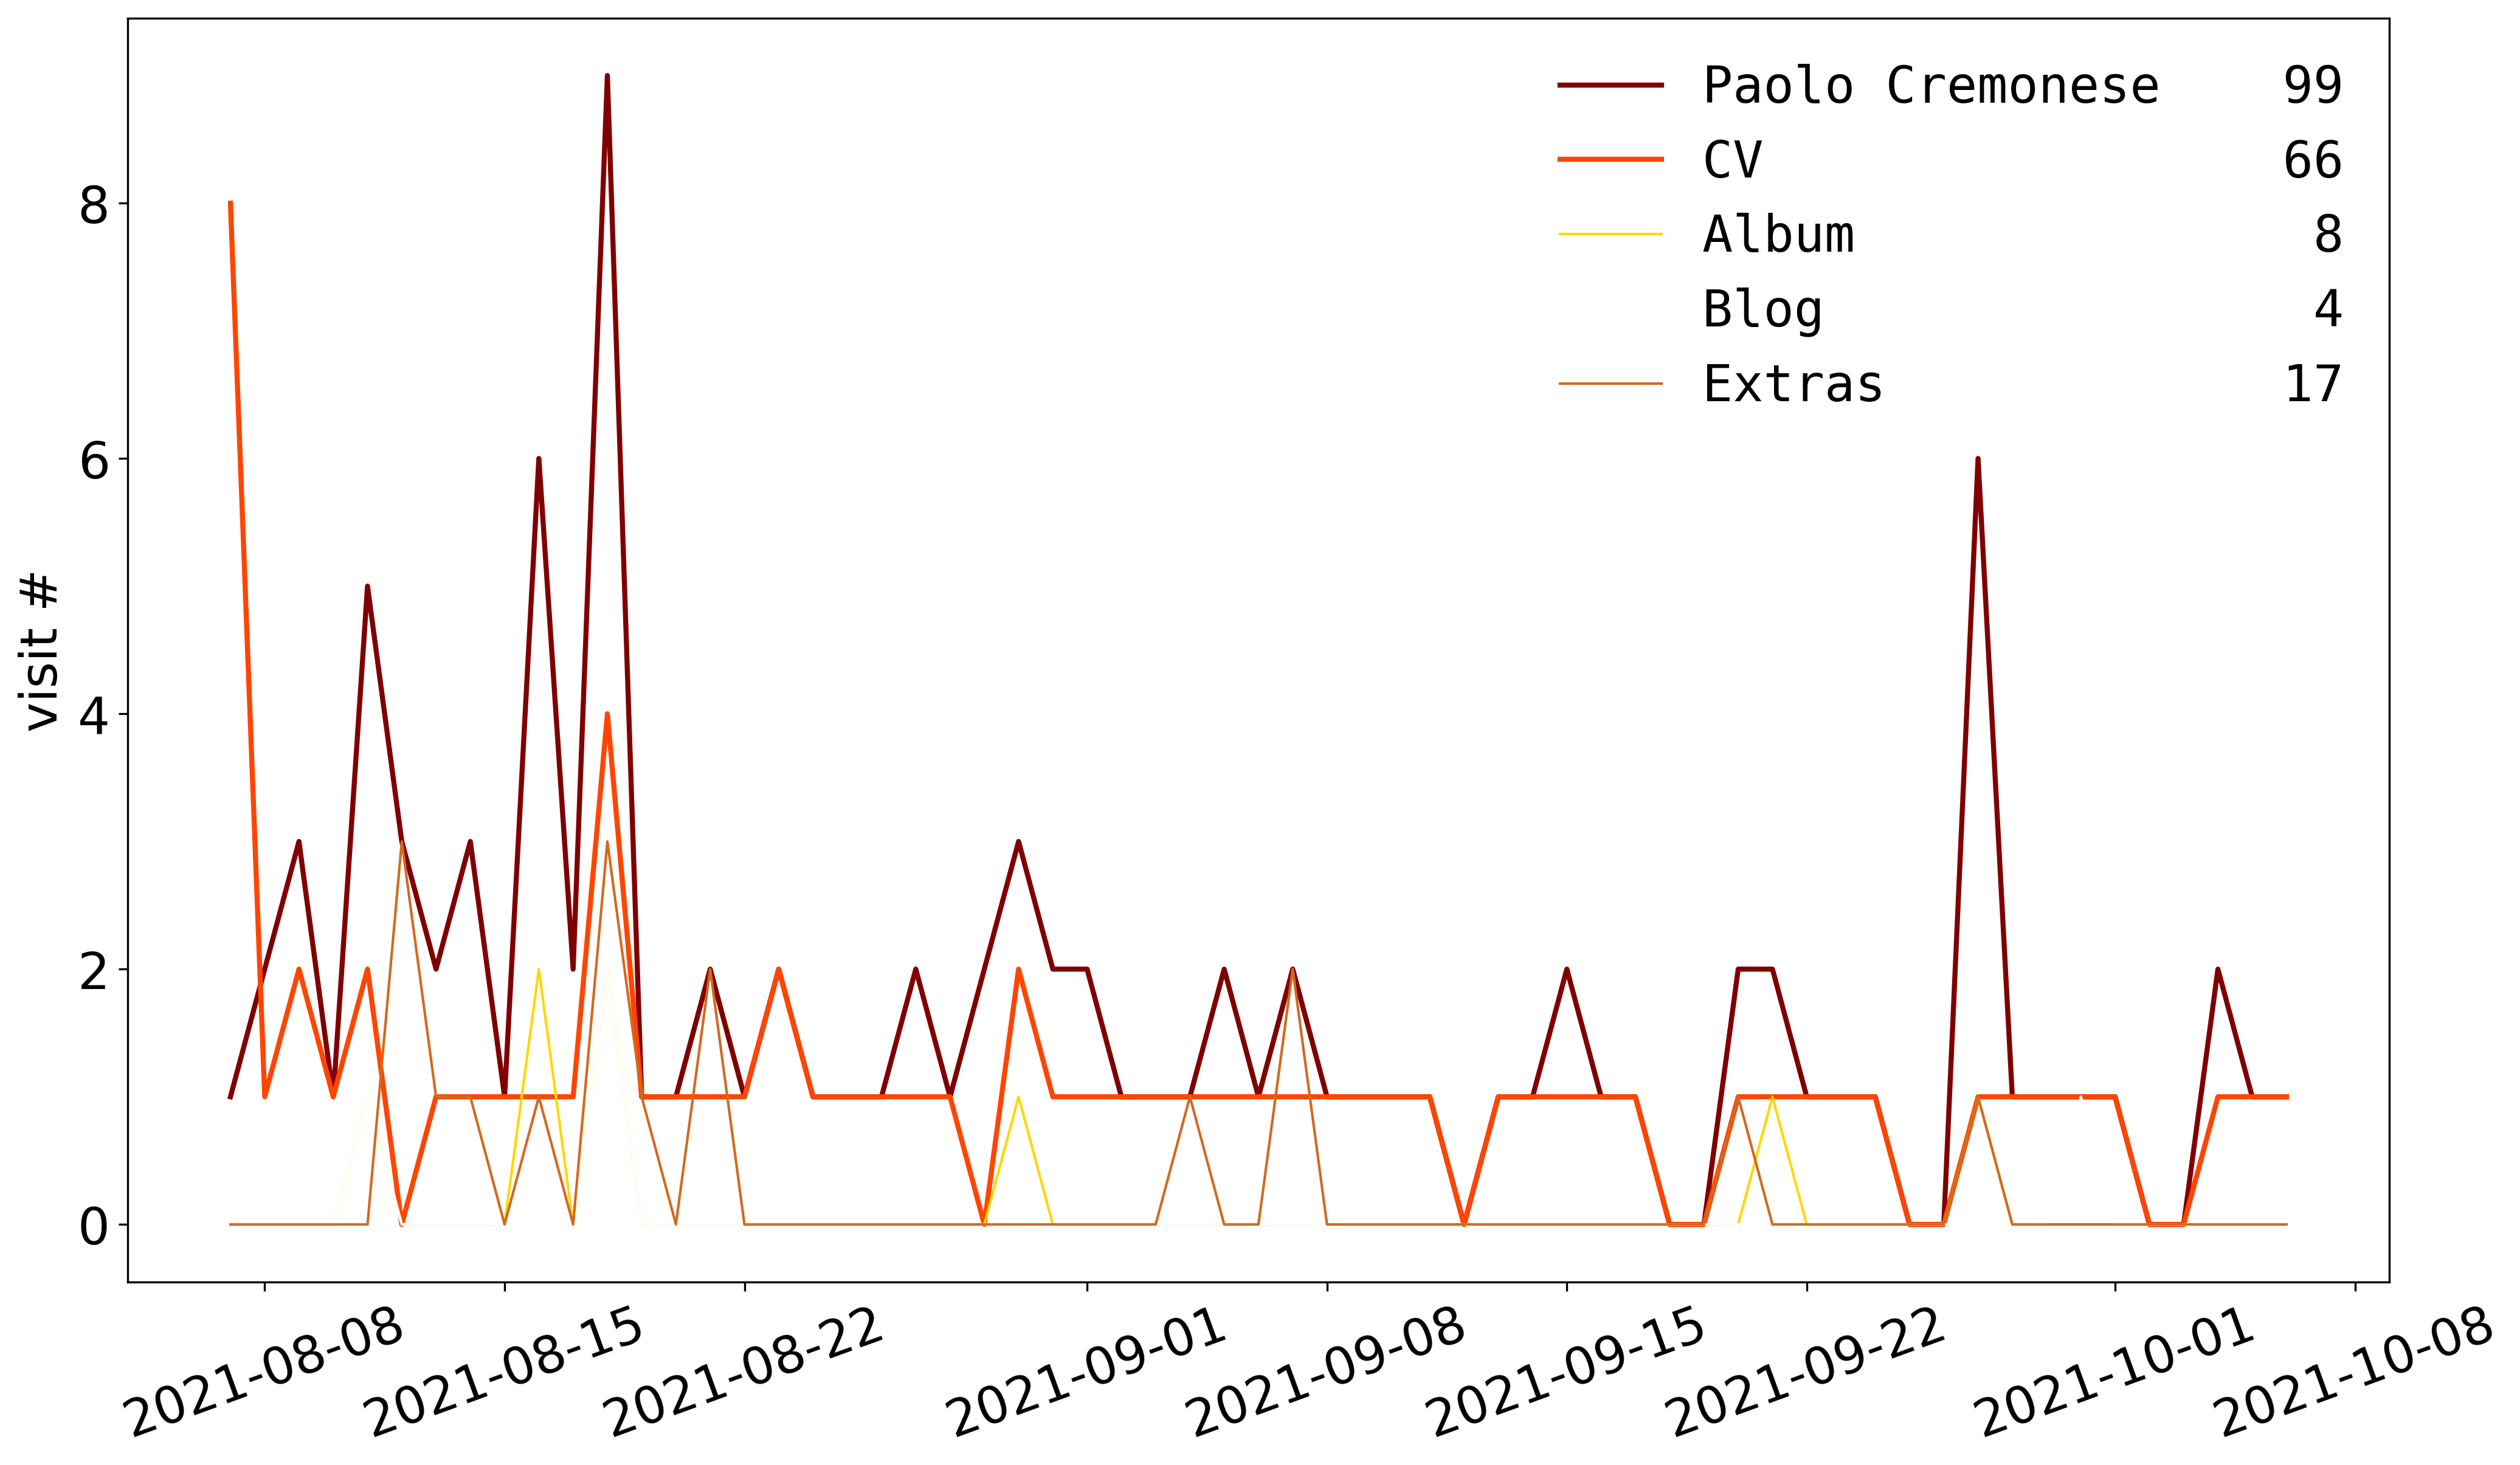 Paolo Cremonese 99
CV 66
Album 8
Blog 4
Extras 17
visit #
8
6
4
2
0
2021-08-08
2021-08-15
2021-08-22
2021-09-01
2021-09-08
2021-09-15
2021-09-22
2021-10-01
2021-10-08